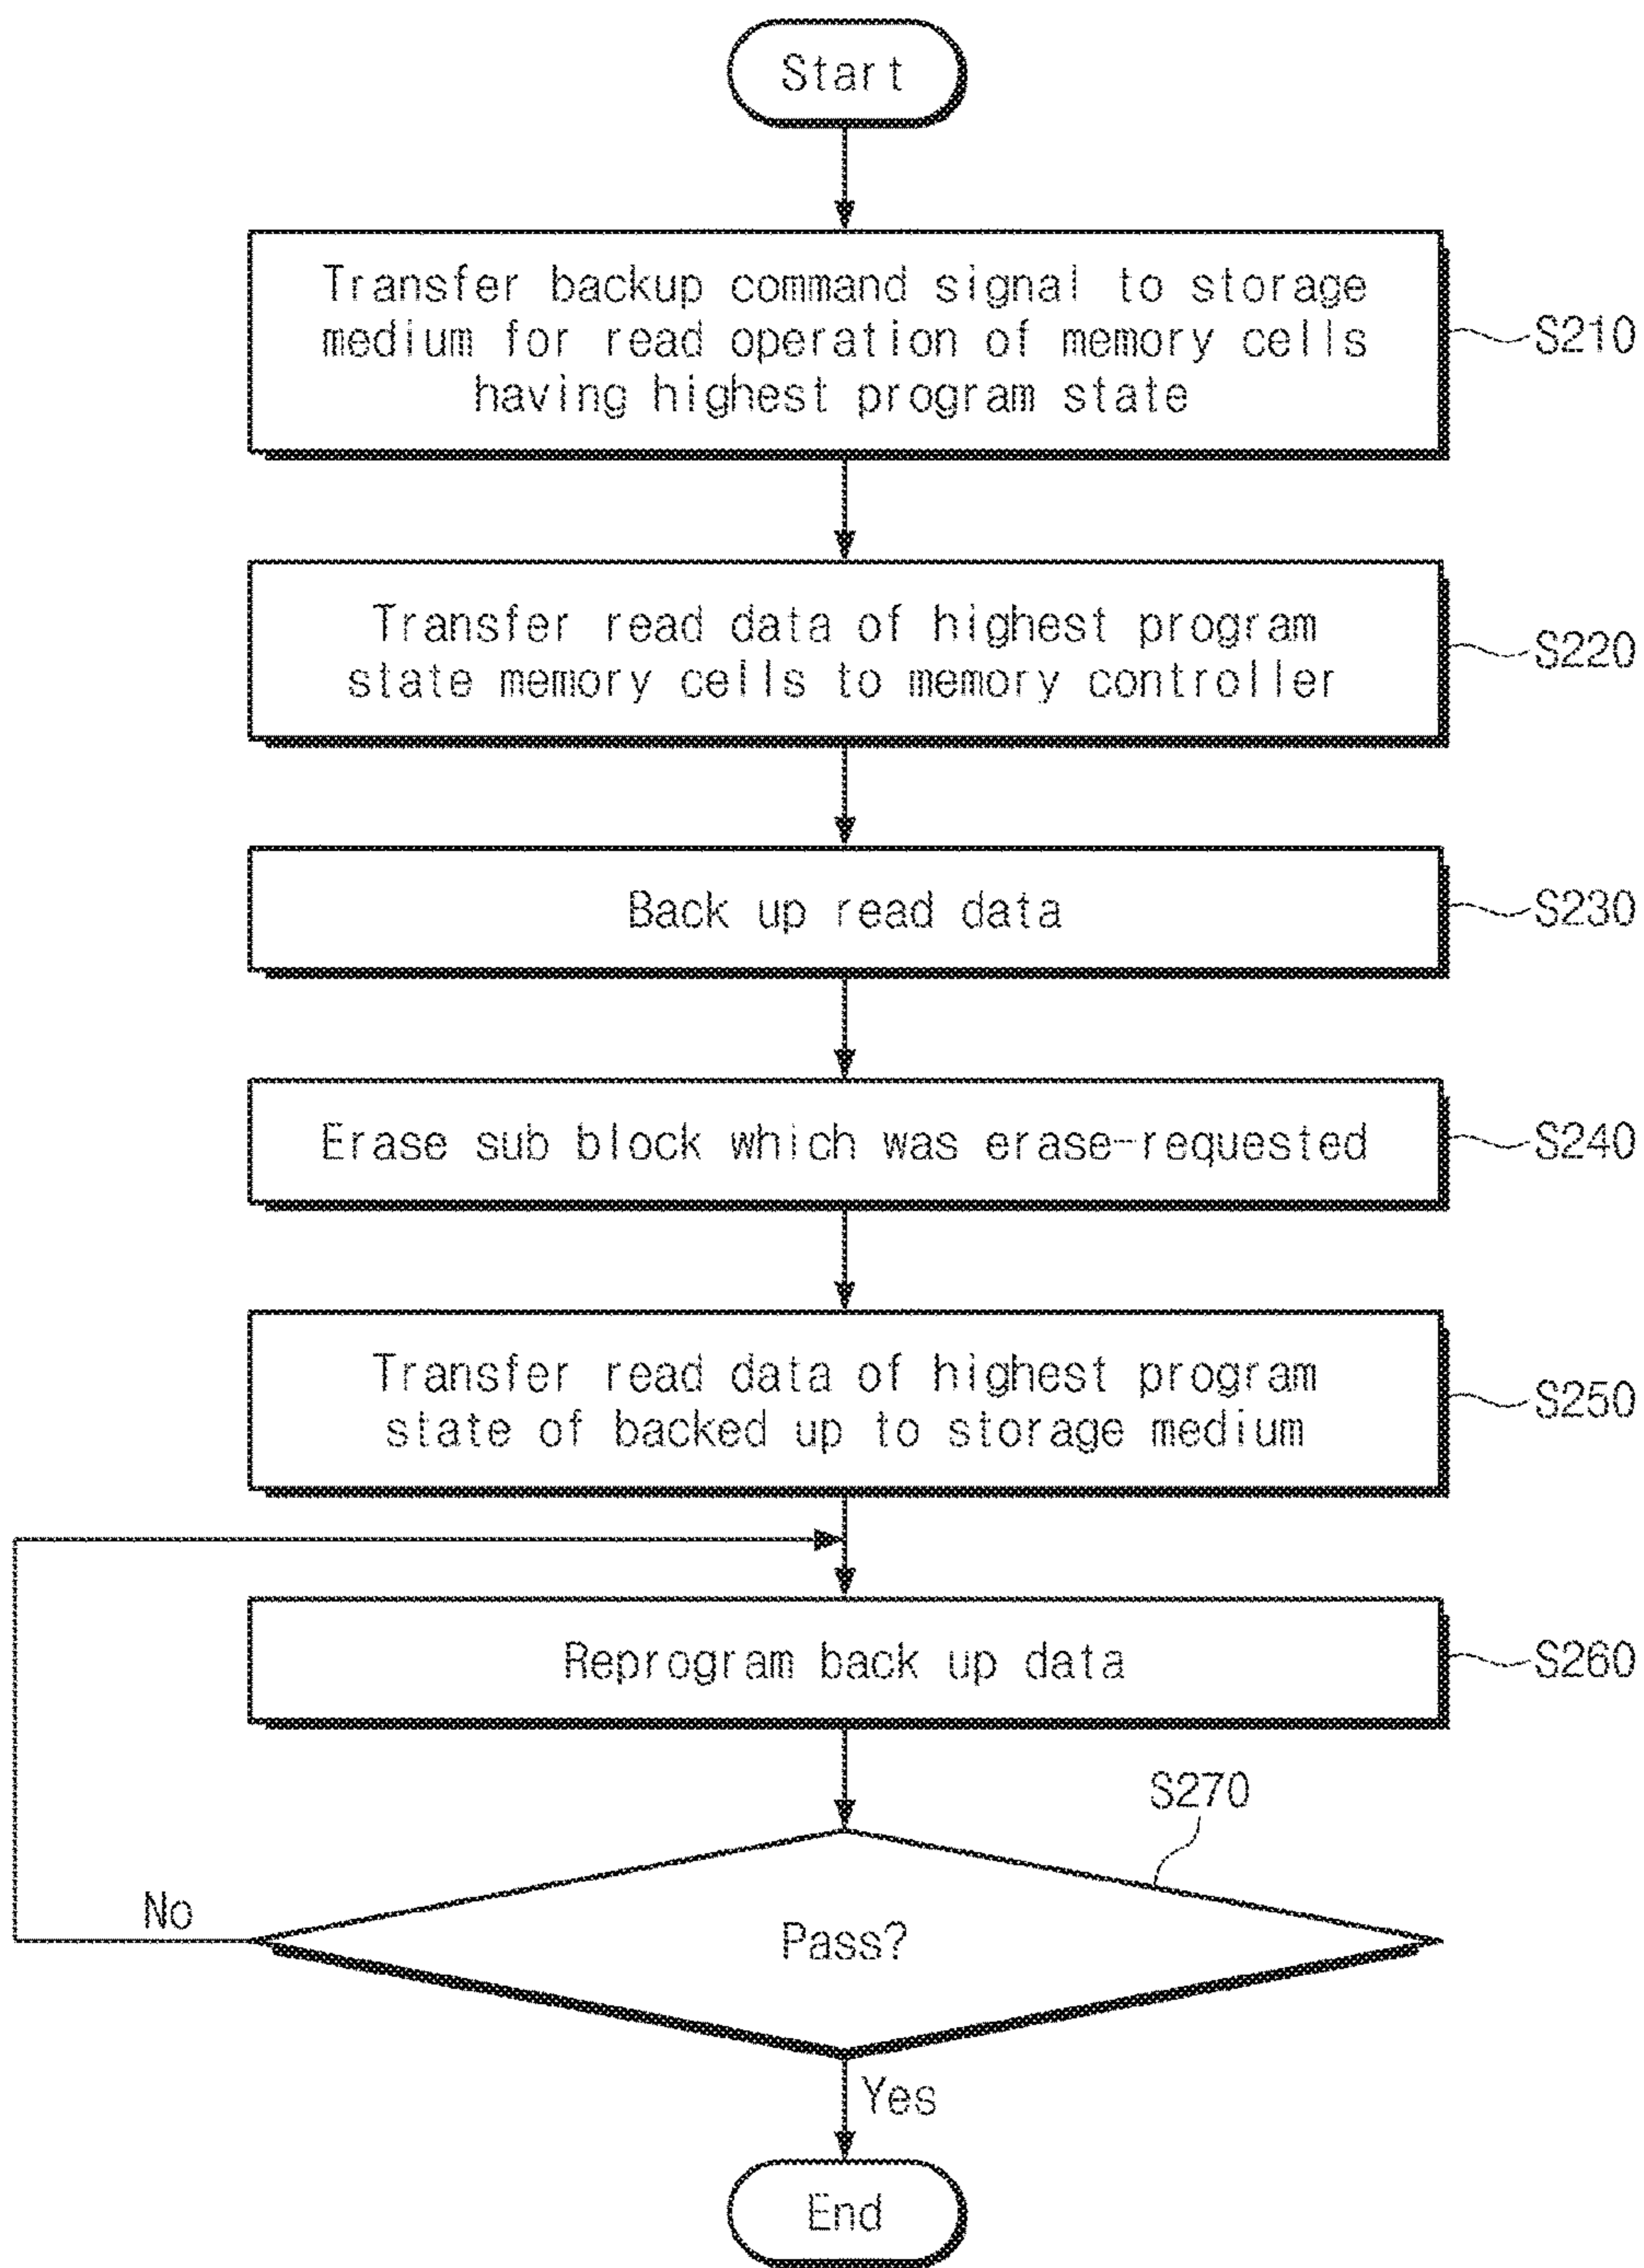 Start
Transfer backup command signal to storage
medium for read operation of memory cells
having highest program state
S210
Transfer read data of highest program
state memory cells to memory controller
S220
Back up read data
S230
Erase sub block which was erase-requested
S240
Transfer read data of highest program
state of backed up to storage medium
S250
Reprogram back up data
S260
S270
No
Pass?
Yes
End